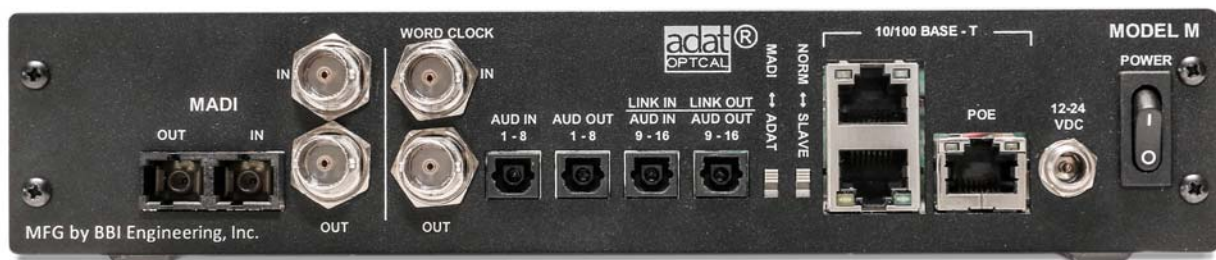 MADI
OUT IN
IN
OUT
MFG by BBI Engineering, Inc.
WORD CLOCK
IN
OUT
AUD IN
1 - 8
AUD OUT
1 - 8
LINK IN
AUD IN
9 - 16
LINK OUT
AUD OUT
9 - 16
adat®
OPTCAL
MADI ↔ ADAT
NORM ↔ SLAVE
10/100 BASE - T
POE
12-24
VDC
MODEL M
POWER
I
O